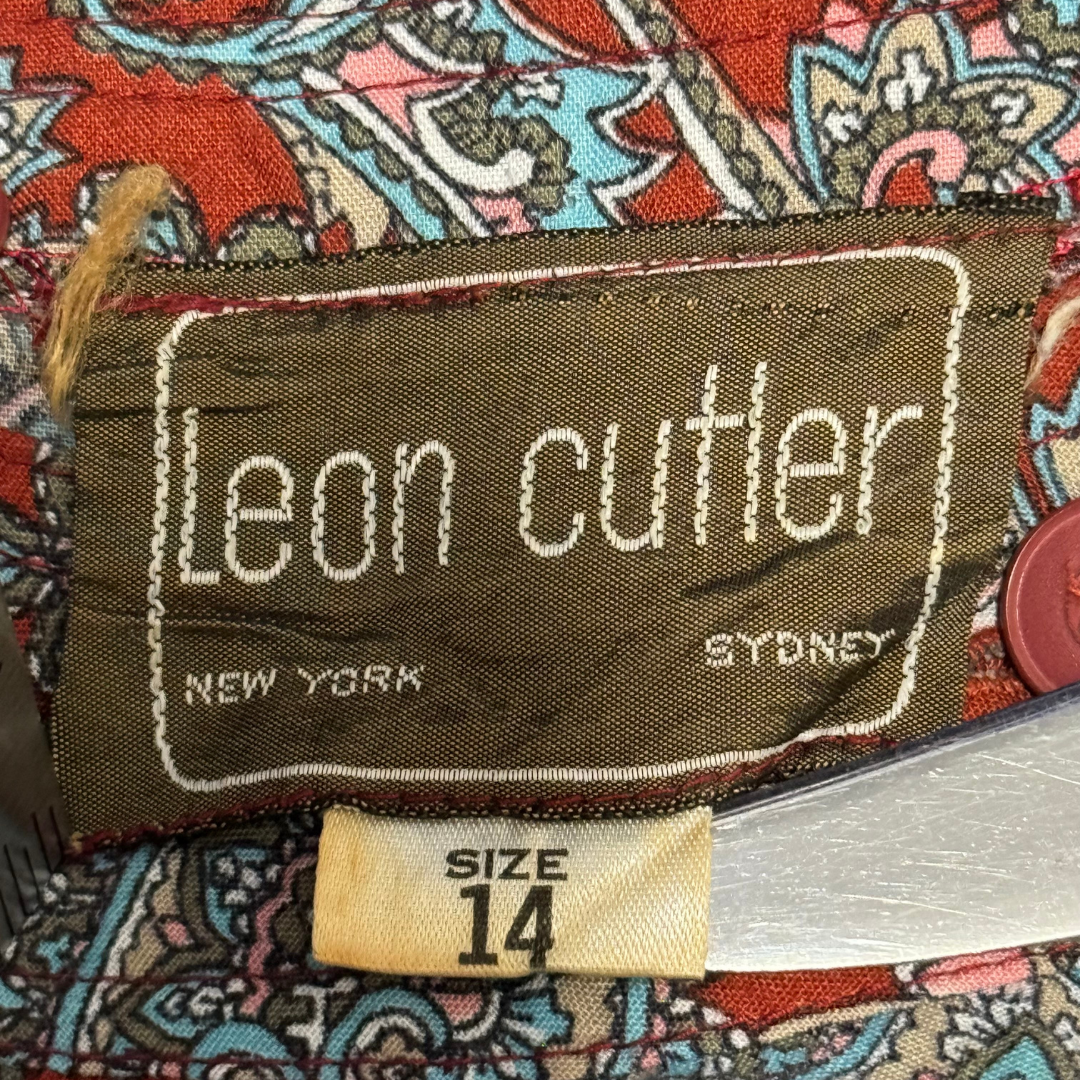 Leon cutler
NEW YORK
SYDNEY
SIZE
14